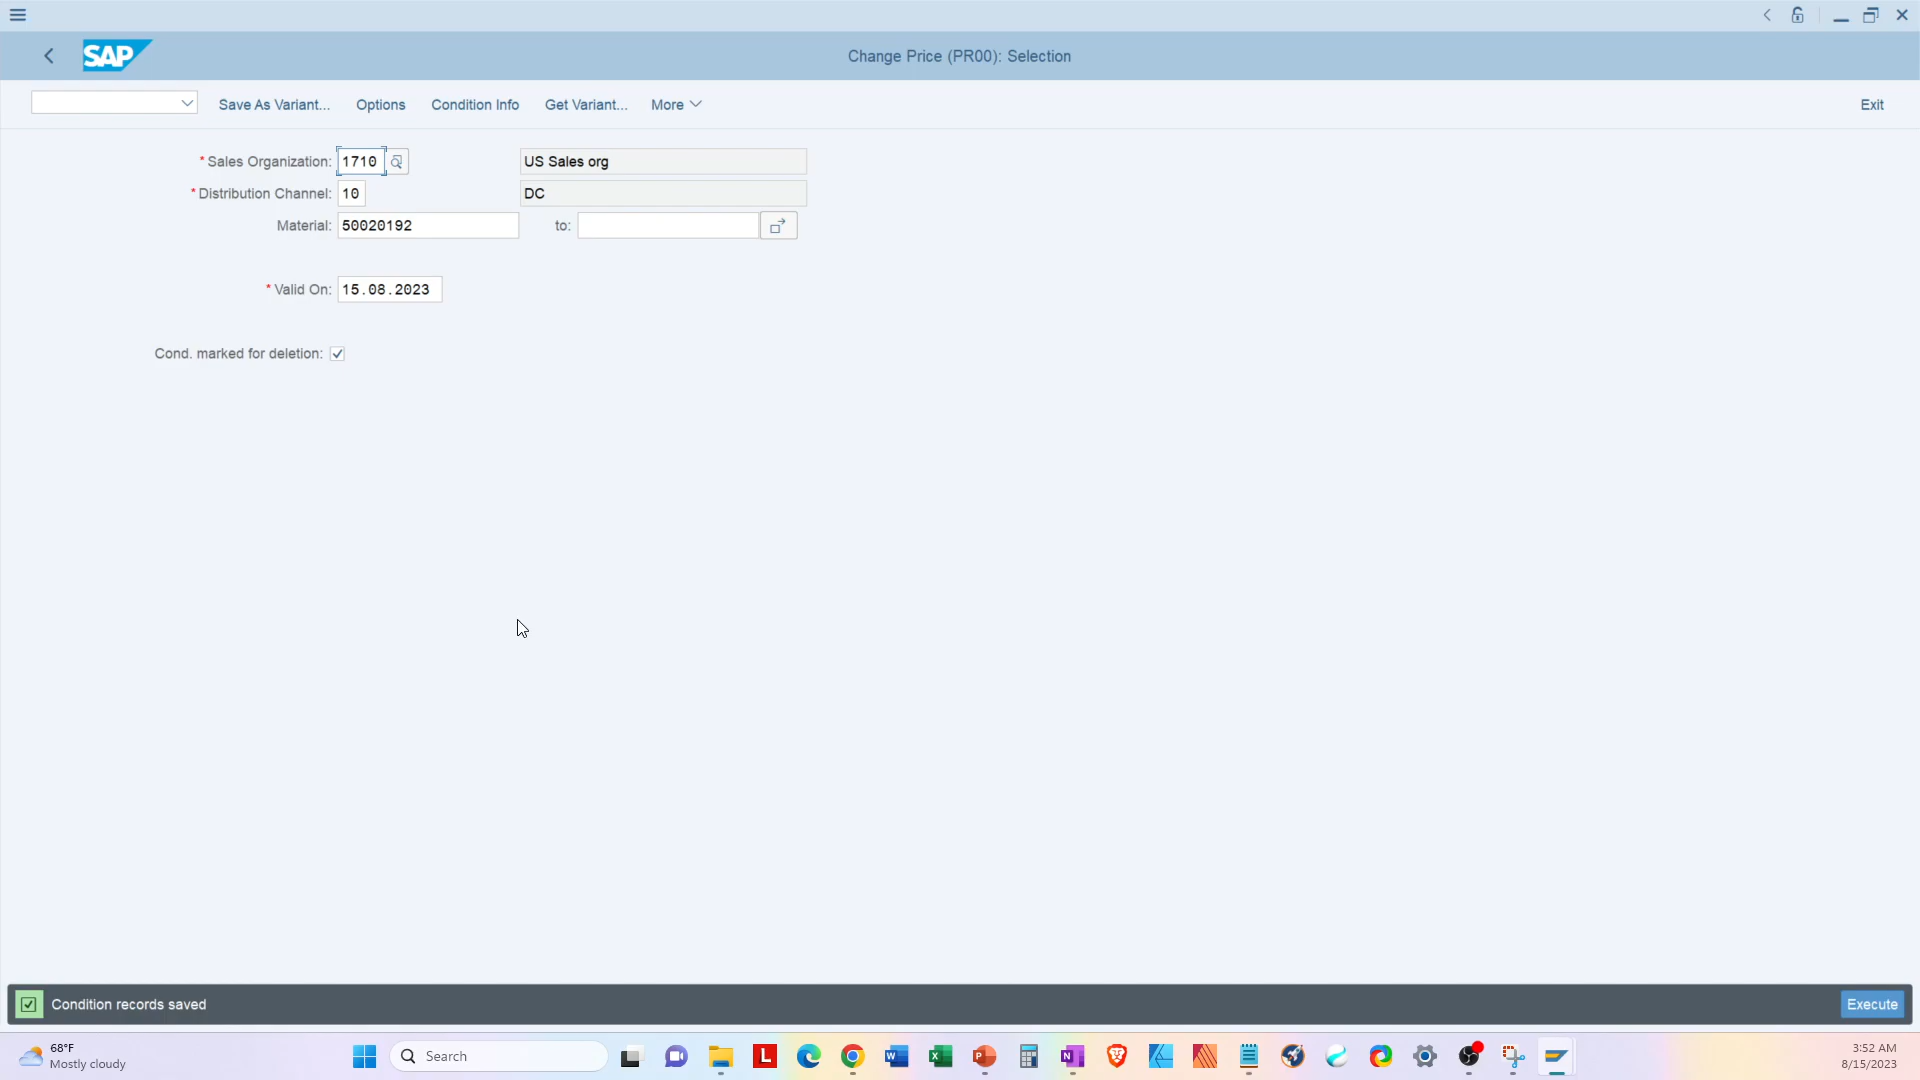 SAP
Change Price (PR00): Selection
Save As Variant... Options Condition Info Get Variant... More Exit
* Sales Organization: 1710 US Sales org
* Distribution Channel: 10 DC
Material: 50020192 to:
* Valid On: 15.08.2023
Cond. marked for deletion:
Condition records saved Execute
68°F
Mostly cloudy
Search
3:52 AM
8/15/2023